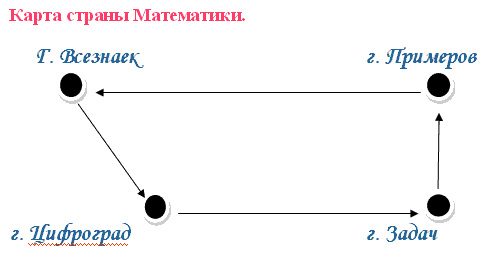 Карта страны Математики.
Г. Всезнаек
г. Примеров
г. Цифроград
г. Задач